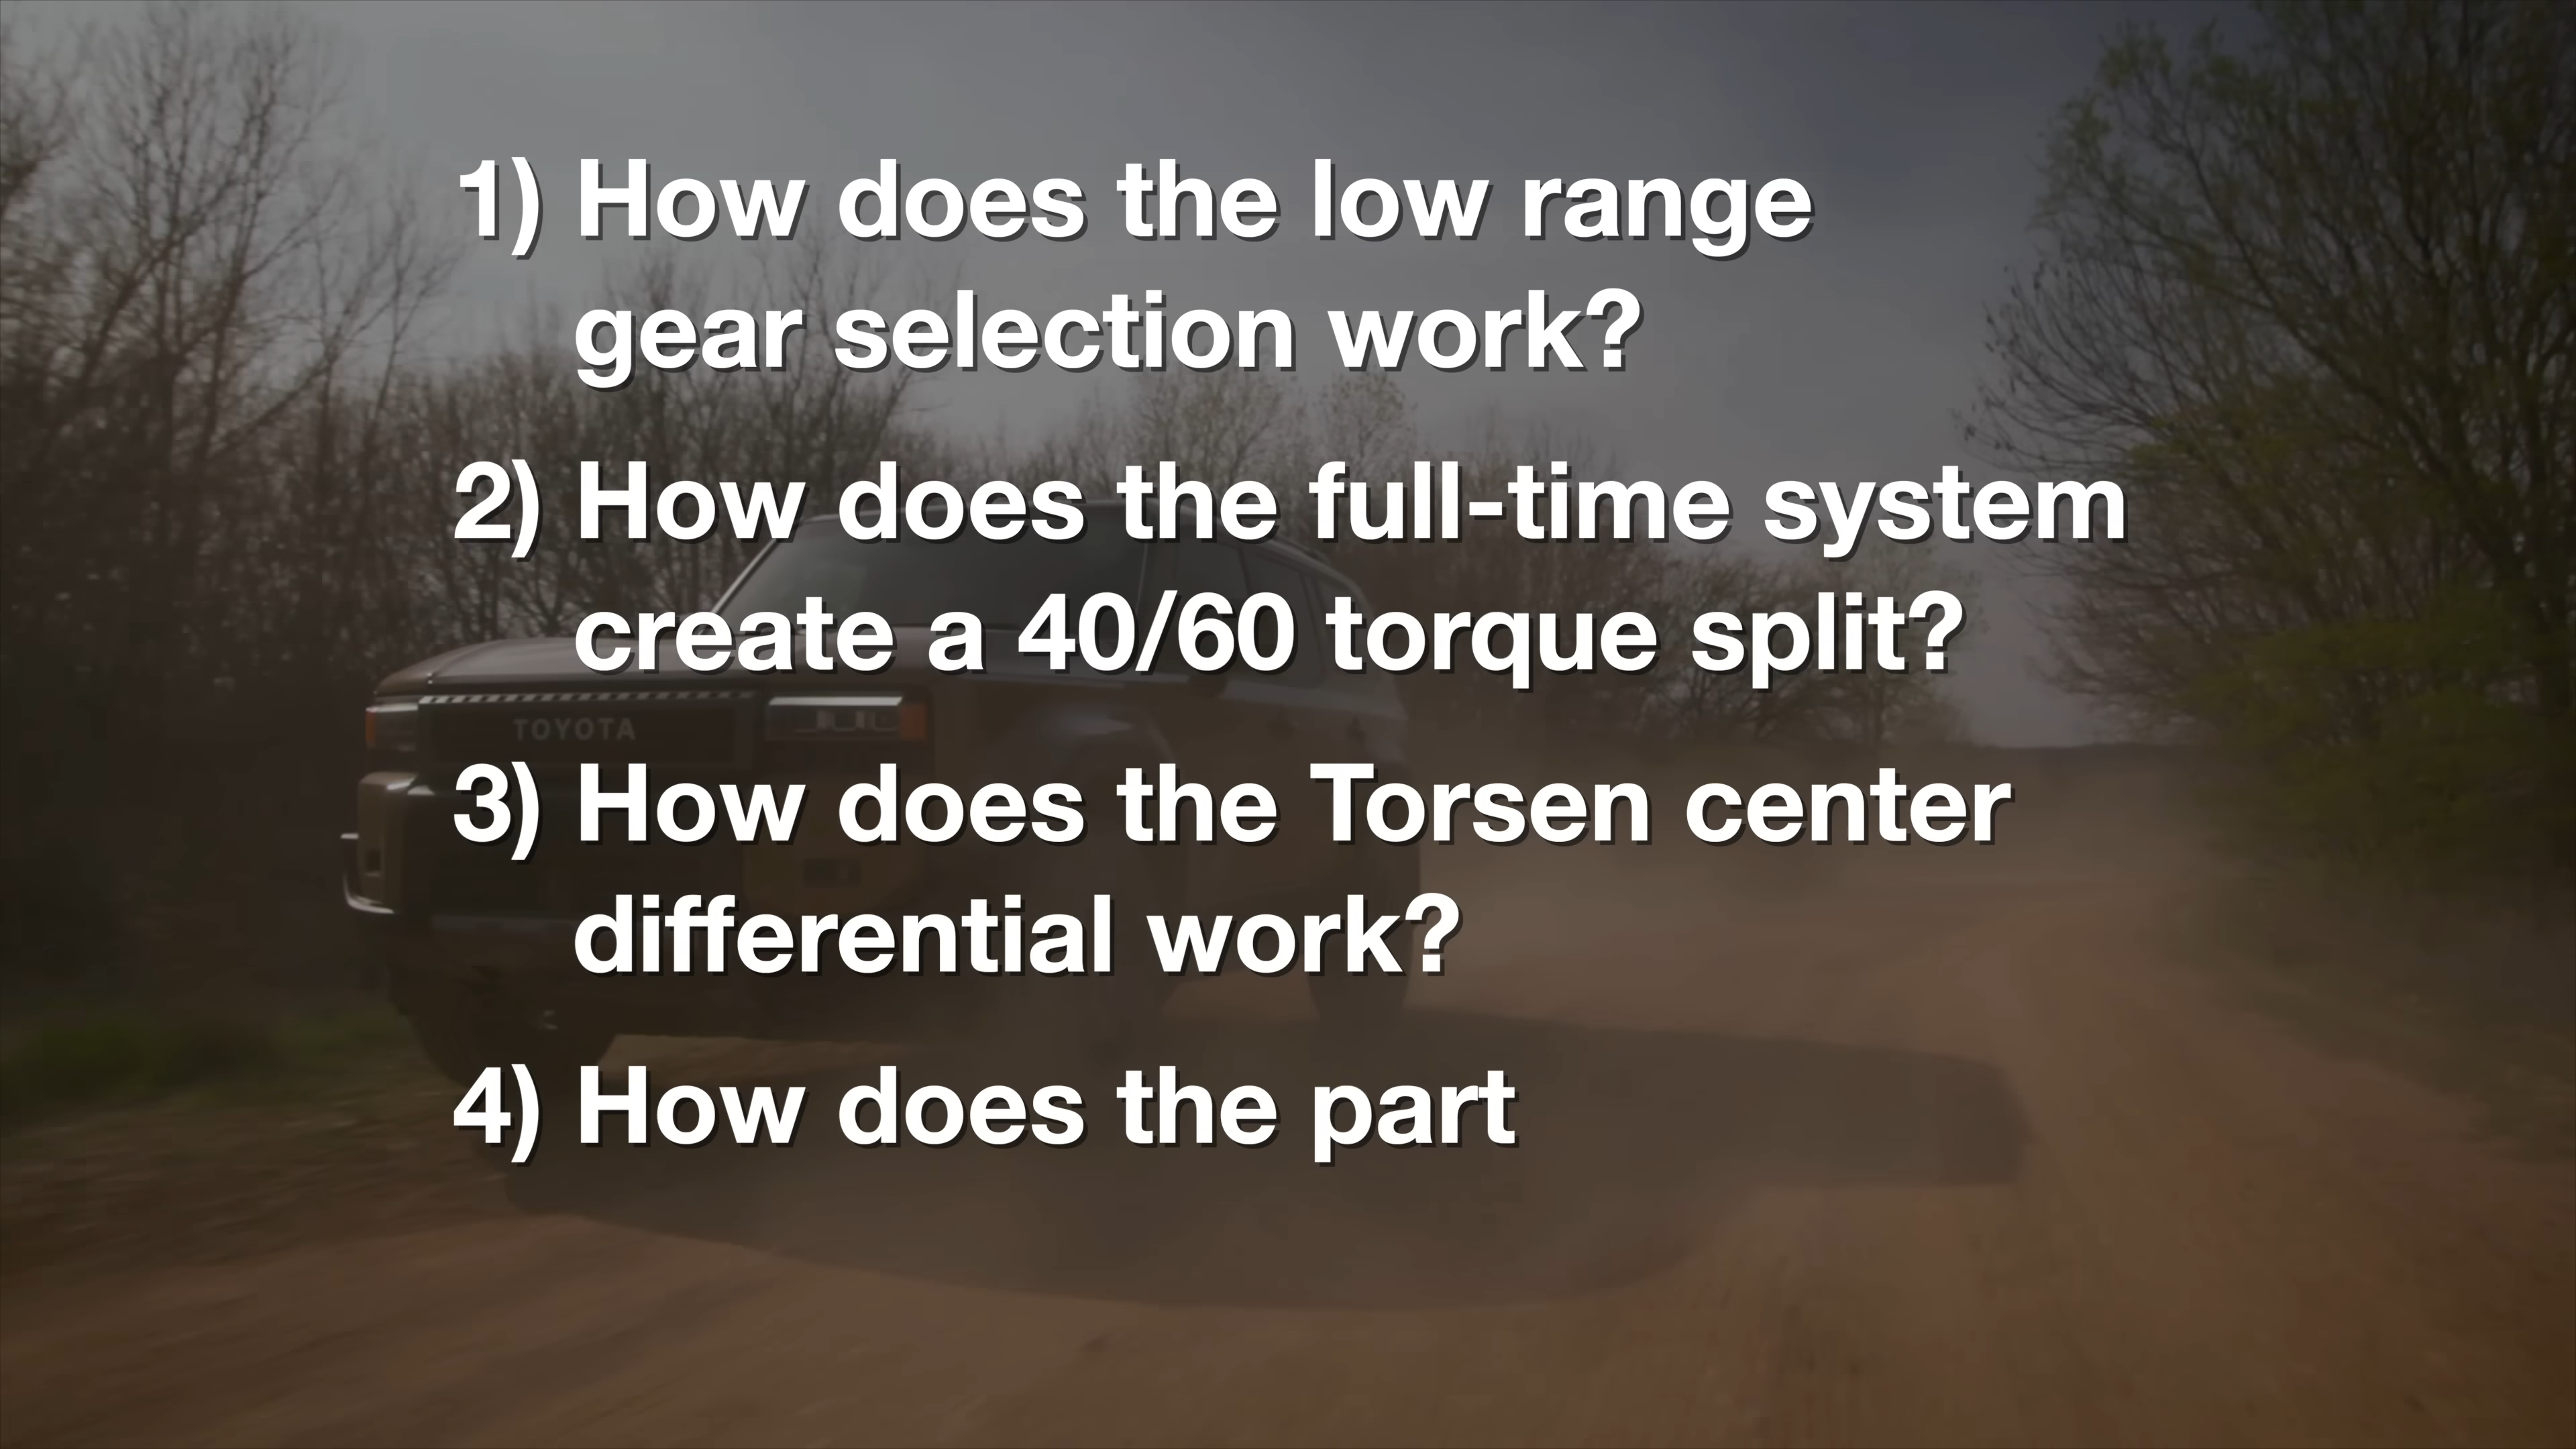 1) How does the low range
gear selection work?
2) How does the full-time system
create a 40/60 torque split?
TOYOTA
3) How does the Torsen center
differential work?
4) How does the part